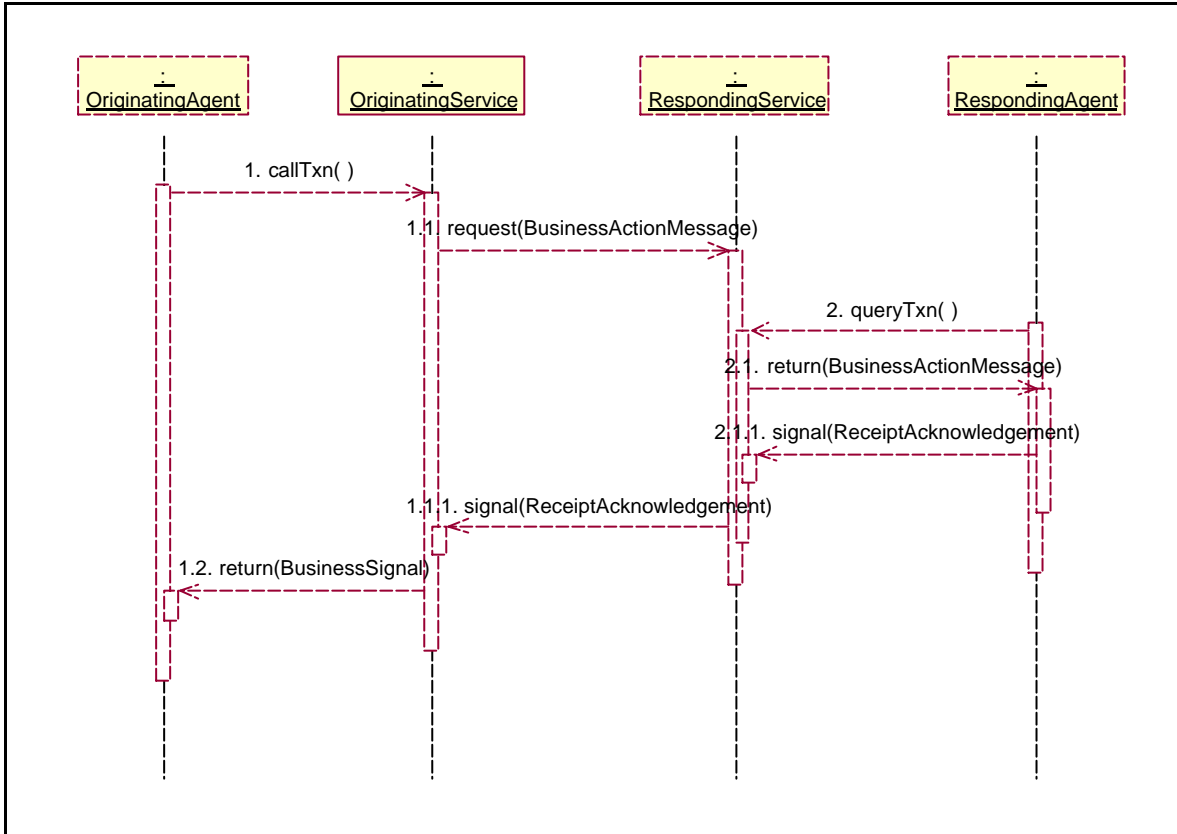 :
OriginatingAgent
:
OriginatingService
:
RespondingService
:
RespondingAgent
1. callTxn( )
1.1. request(BusinessActionMessage)
2. queryTxn( )
2.1. return(BusinessActionMessage)
2.1.1. signal(ReceiptAcknowledgement)
1.1.1. signal(ReceiptAcknowledgement)
1.2. return(BusinessSignal)